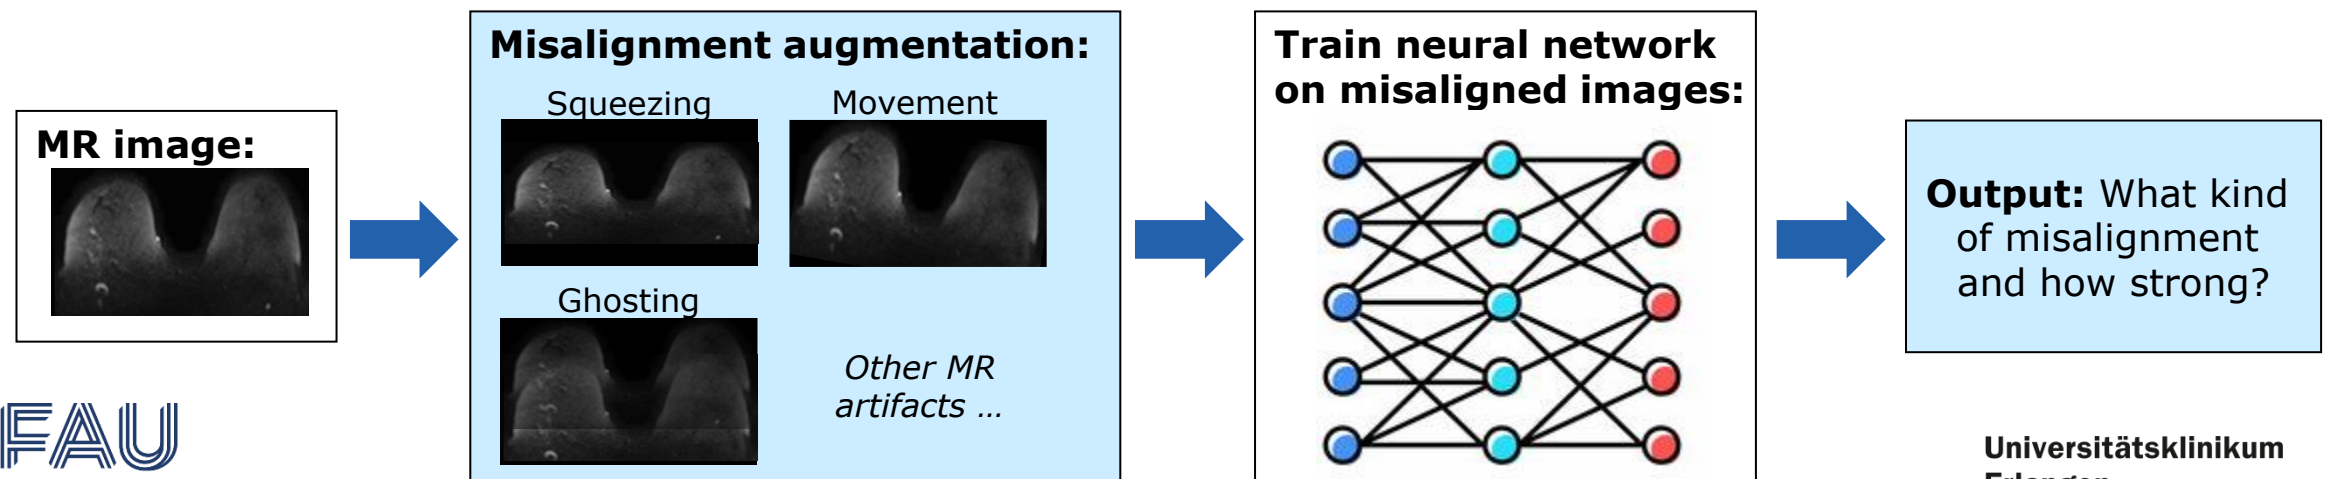 MR image:
Misalignment augmentation:
Squeezing
Movement
Ghosting
Other MR
artifacts ...
Train neural network
on misaligned images:
Output: What kind
of misalignment
and how strong?
FAU
Universitätsklinikum